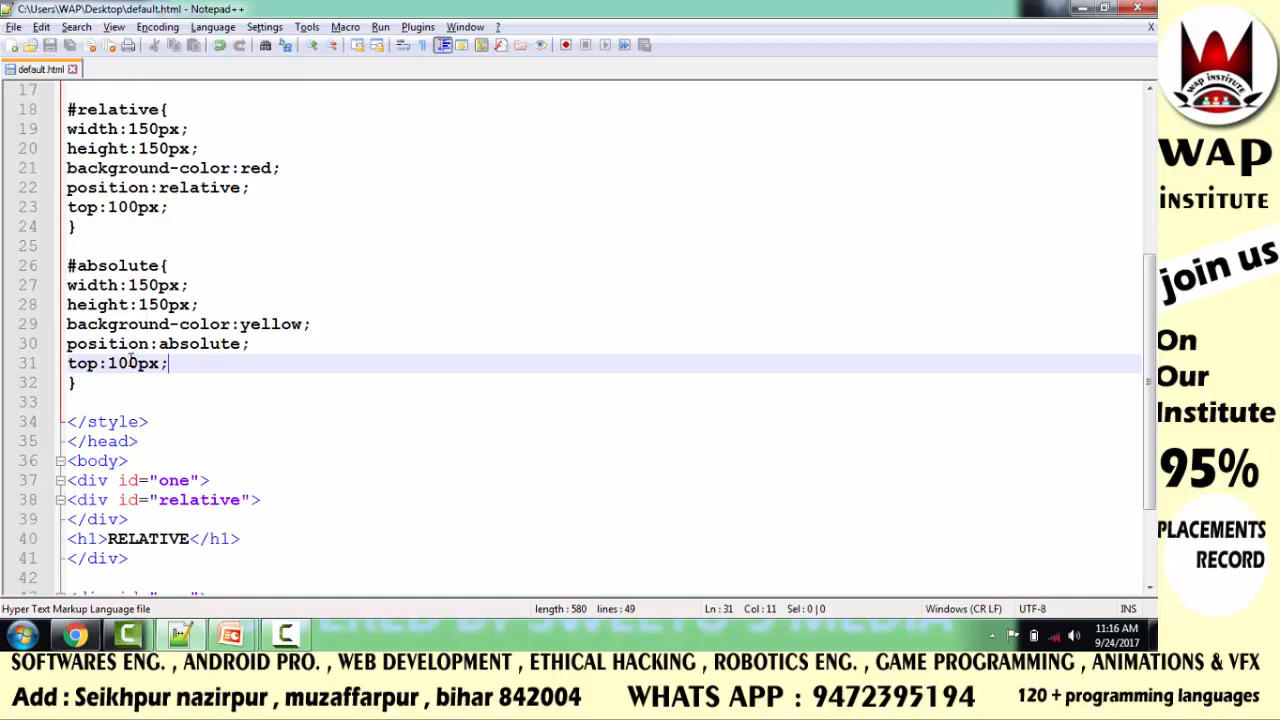 C:\Users\WAP\Desktop\default.html - Notepad++
File Edit Search View Encoding Language Settings Tools Macro Run Plugins Window ? X
default.html
17
18 #relative{
19 width:150px;
20 height:150px;
21 background-color:red;
22 position:relative;
23 top:100px;
24 }
25
26 #absolute{
27 width:150px;
28 height:150px;
29 background-color:yellow;
30 position:absolute;
31 top:100px;
32 }
33
34 </style>
35 </head>
36 <body>
37 <div id="one">
38 <div id="relative">
39 </div>
40 <h1>RELATIVE</h1>
41 </div>
42
Hyper Text Markup Language file length : 580 lines : 49 Ln : 31 Col : 11 Sel : 0 | 0 Windows (CR LF) UTF-8 INS
11:16 AM
9/24/2017
WAP INSTITUTE
WAP
INSTITUTE
join us
On
Our
Institute
95%
PLACEMENTS
RECORD
SOFTWARES ENG. , ANDROID PRO. , WEB DEVELOPMENT , ETHICAL HACKING , ROBOTICS ENG. , GAME PROGRAMMING , ANIMATIONS & VFX
Add : Seikhpur nazirpur , muzaffarpur , bihar 842004 WHATS APP : 9472395194 120 + programming languages